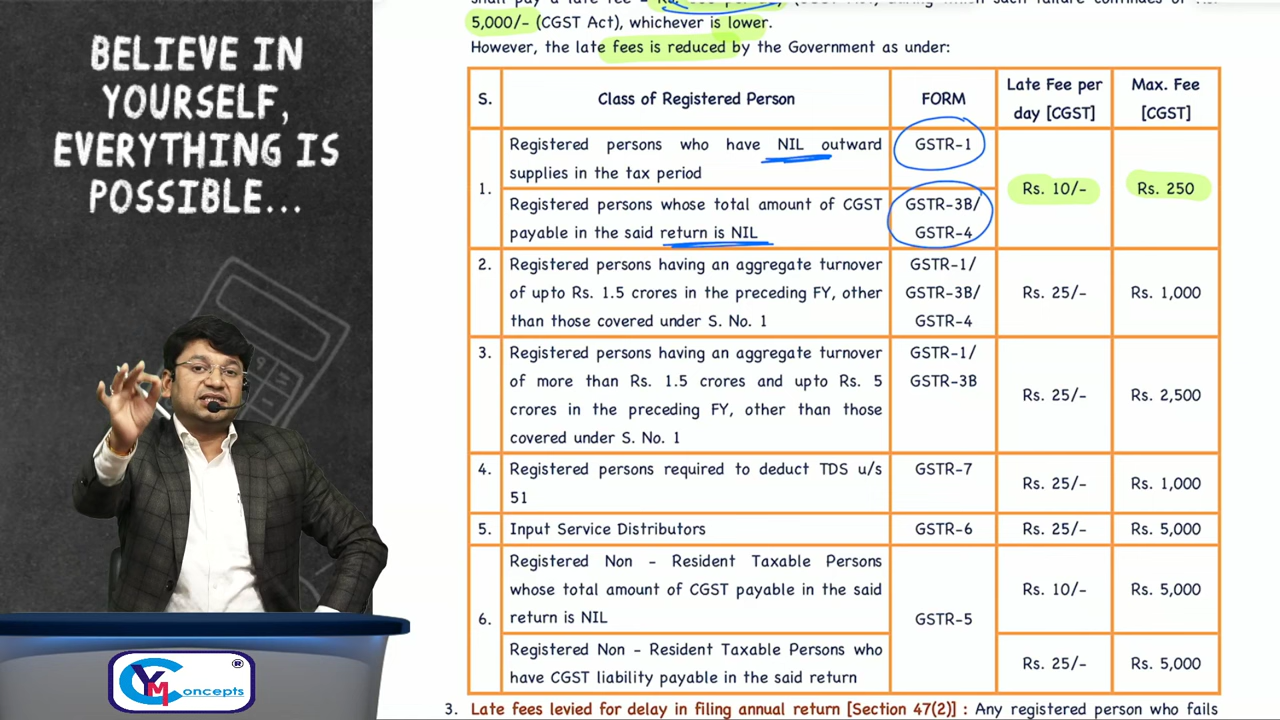 BELIEVE IN
YOURSELF,
EVERYTHING IS
POSSIBLE...
5,000/- (CGST Act), whichever is lower.
However, the late fees is reduced by the Government as under:
S. Class of Registered Person FORM Late Fee per day [CGST] Max. Fee [CGST]
1.
Registered persons who have NIL outward
supplies in the tax period
GSTR-1
Registered persons whose total amount of CGST
payable in the said return is NIL
GSTR-3B/
GSTR-4
Rs. 10/-
Rs. 250
2.
Registered persons having an aggregate turnover
of upto Rs. 1.5 crores in the preceding FY, other
than those covered under S. No. 1
GSTR-1/
GSTR-3B/
GSTR-4
Rs. 25/-
Rs. 1,000
3.
Registered persons having an aggregate turnover
of more than Rs. 1.5 crores and upto Rs. 5
crores in the preceding FY, other than those
covered under S. No. 1
GSTR-1/
GSTR-3B
Rs. 25/-
Rs. 2,500
4.
Registered persons required to deduct TDS u/s
51
GSTR-7
Rs. 25/-
Rs. 1,000
5. Input Service Distributors GSTR-6 Rs. 25/- Rs. 5,000
6.
Registered Non - Resident Taxable Persons
whose total amount of CGST payable in the said
return is NIL
GSTR-5
Rs. 10/-
Rs. 5,000
Registered Non - Resident Taxable Persons who
have CGST liability payable in the said return
Rs. 25/-
Rs. 5,000
3. Late fees levied for delay in filing annual return [Section 47(2)] : Any registered person who fails
CYM Concepts ®